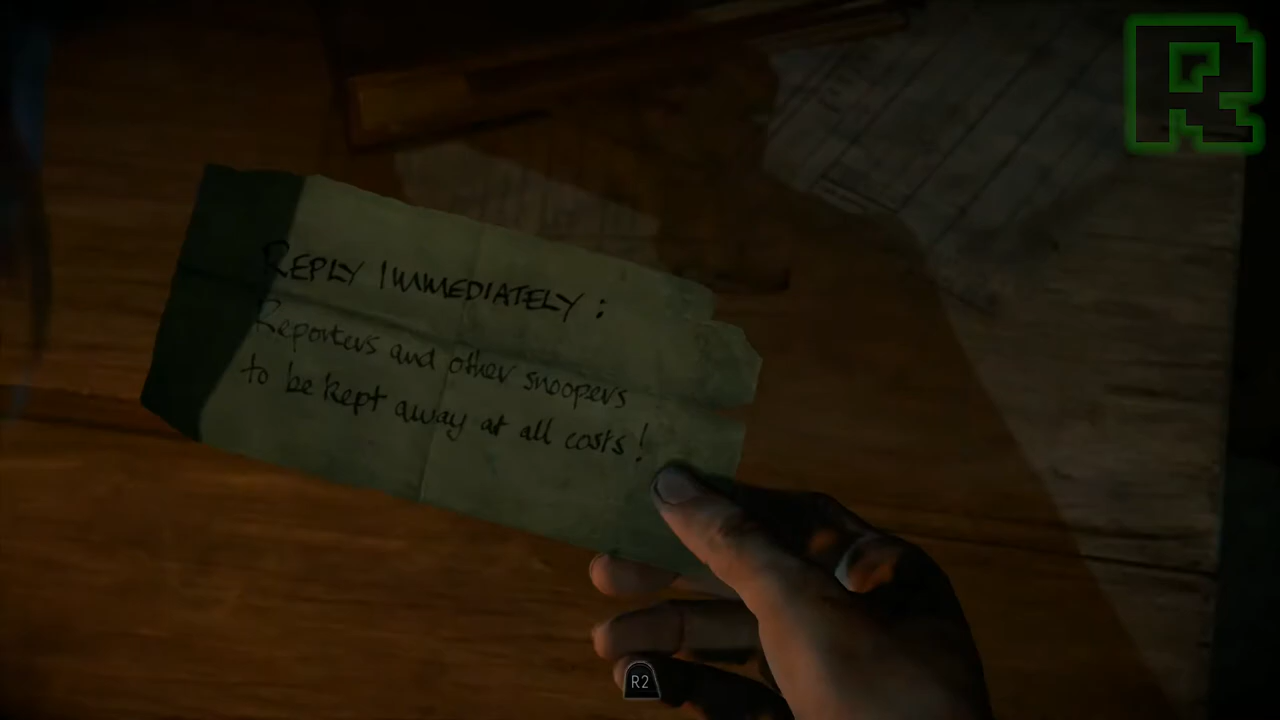 R
REPLY IMMEDIATELY :
Reporters and other snoopers
to be kept away at all costs!
R2